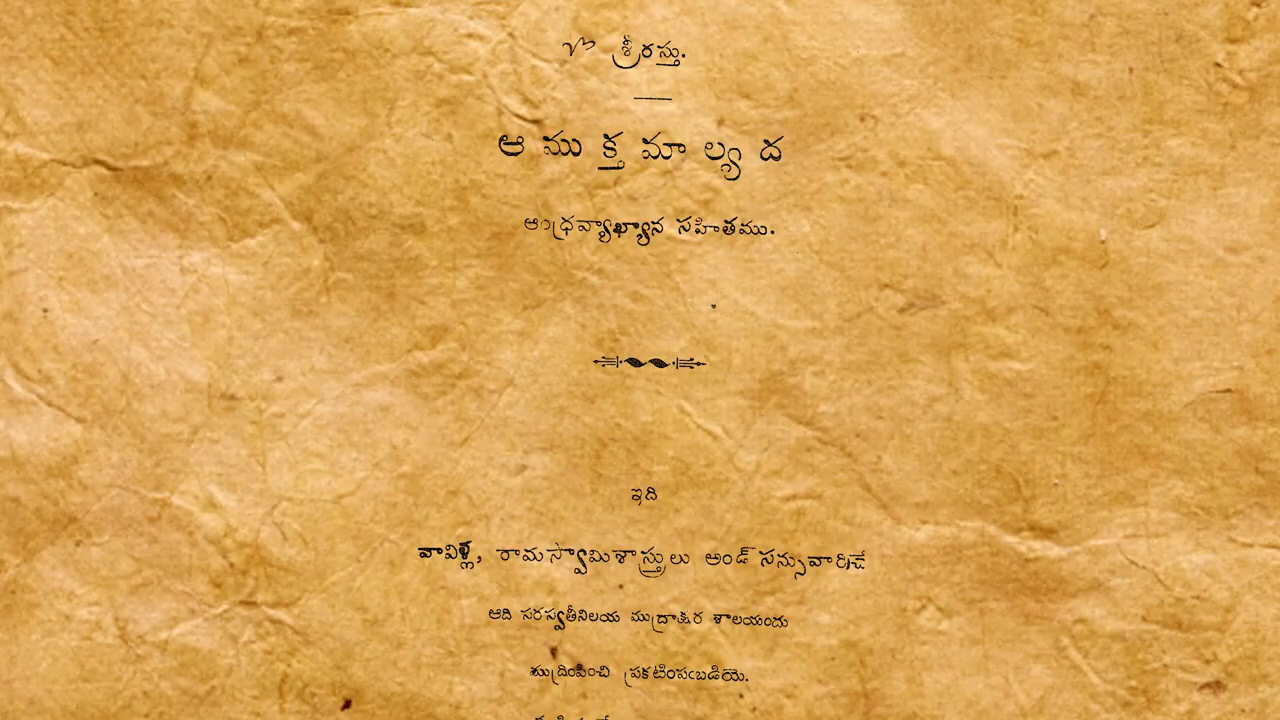 శ్రీరస్తు.
ఆ ము క్త మా ల్య ద
ఆంధ్రవ్యాఖ్యాన సహితము.
ఇది
వావిళ్ల, రామస్వామిశాస్త్రులు అండ్ సన్సువారిచే
ఆది సరస్వతీనిలయ ముద్రాక్షర శాలయందు
ముద్రింపించి ప్రకటింపఁబడియె.